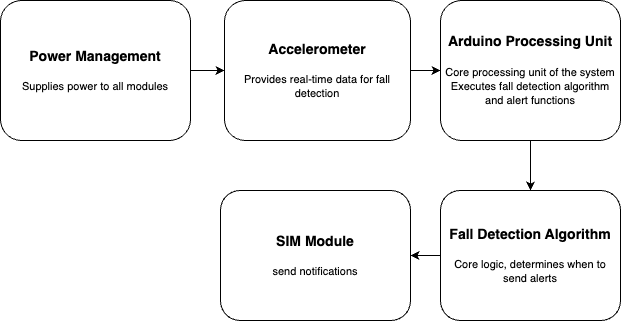 Power Management
Supplies power to all modules
Accelerometer
Provides real-time data for fall
detection
Arduino Processing Unit
Core processing unit of the system
Executes fall detection algorithm
and alert functions
SIM Module
send notifications
Fall Detection Algorithm
Core logic, determines when to
send alerts